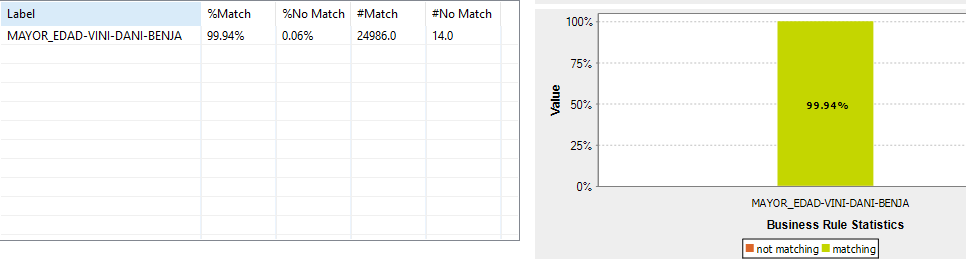 Label %Match %No Match #Match #No Match
MAYOR_EDAD-VINI-DANI-BENJA 99.94% 0.06% 24986.0 14.0
100%
75%
50%
25%
0%
Value
99.94%
MAYOR_EDAD-VINI-DANI-BENJA
Business Rule Statistics
not matching matching